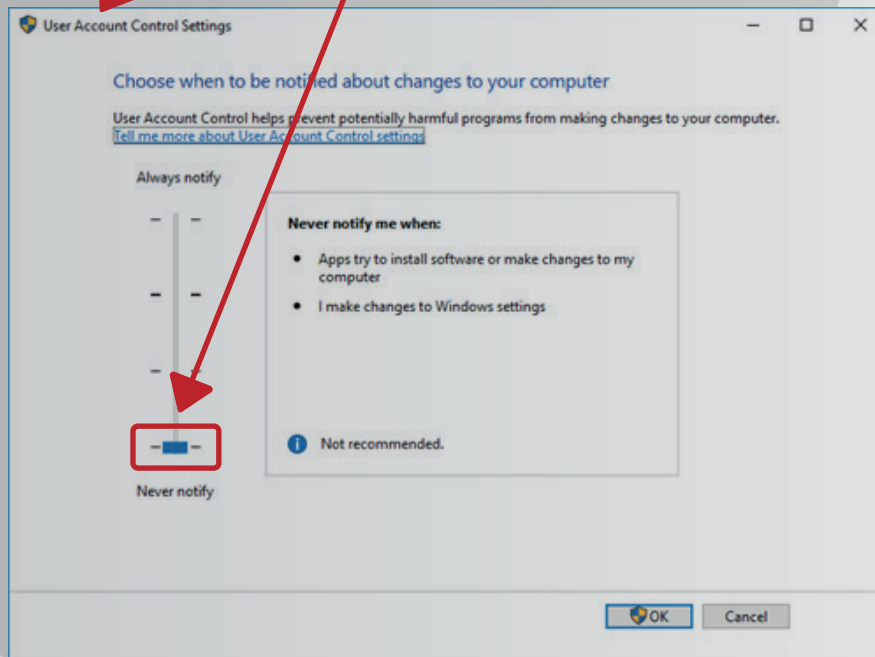 User Account Control Settings
Choose when to be notified about changes to your computer
User Account Control helps prevent potentially harmful programs from making changes to your computer.
Tell me more about User Account Control settings
Always notify
Never notify me when:
• Apps try to install software or make changes to my
computer
• I make changes to Windows settings
Not recommended.
Never notify
OK
Cancel